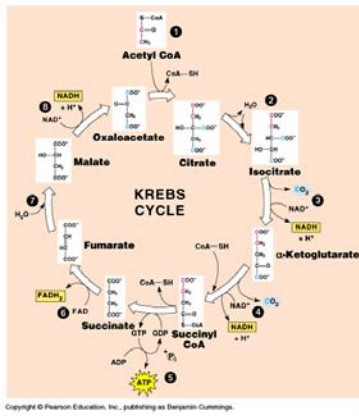 S—CoA
C=O
CH₃
Acetyl CoA
1
CoA—SH
8
NADH
+ H⁺
NAD⁺
Oxaloacetate
Citrate
2
H₂O
Isocitrate
Malate
KREBS
CYCLE
CO₂
3
NAD⁺
NADH
+ H⁺
7
H₂O
Fumarate
α-Ketoglutarate
CoA—SH
CoA—SH
FADH₂
6
FAD
Succinate
Succinyl
CoA
NAD⁺
4
CO₂
NADH
+ H⁺
GTP
GDP
+ Pᵢ
ADP
ATP
5
Copyright © Pearson Education, Inc., publishing as Benjamin Cummings.